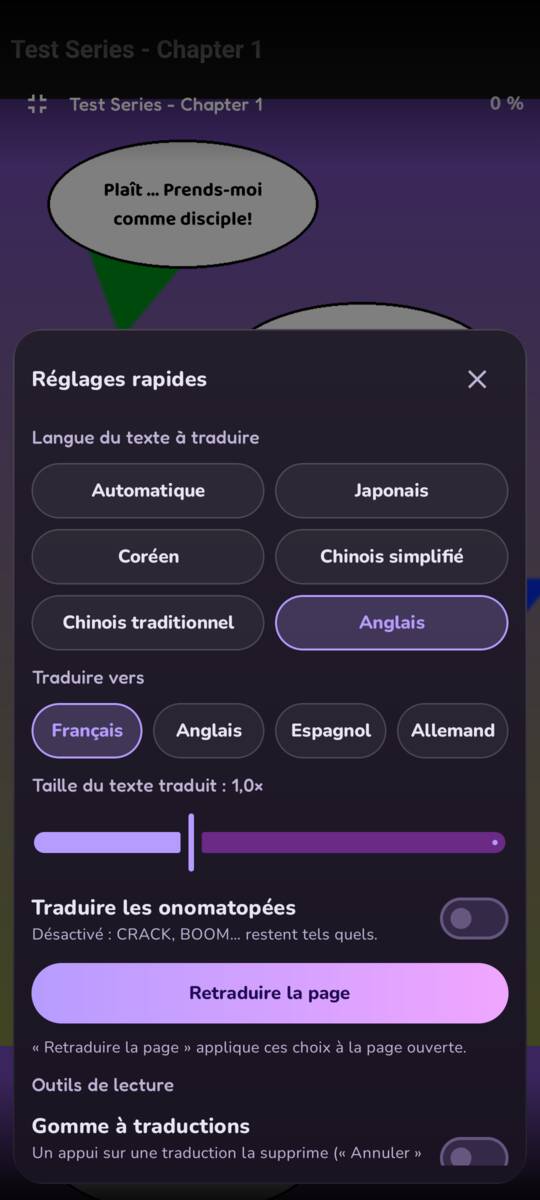 Test Series - Chapter 1
Test Series - Chapter 1
0 %
Plaît ... Prends-moi
comme disciple!
Réglages rapides
Langue du texte à traduire
Automatique
Japonais
Coréen
Chinois simplifié
Chinois traditionnel
Anglais
Traduire vers
Français
Anglais
Espagnol
Allemand
Taille du texte traduit : 1,0×
Traduire les onomatopées
Désactivé : CRACK, BOOM... restent tels quels.
Retraduire la page
« Retraduire la page » applique ces choix à la page ouverte.
Outils de lecture
Gomme à traductions
Un appui sur une traduction la supprime (« Annuler »